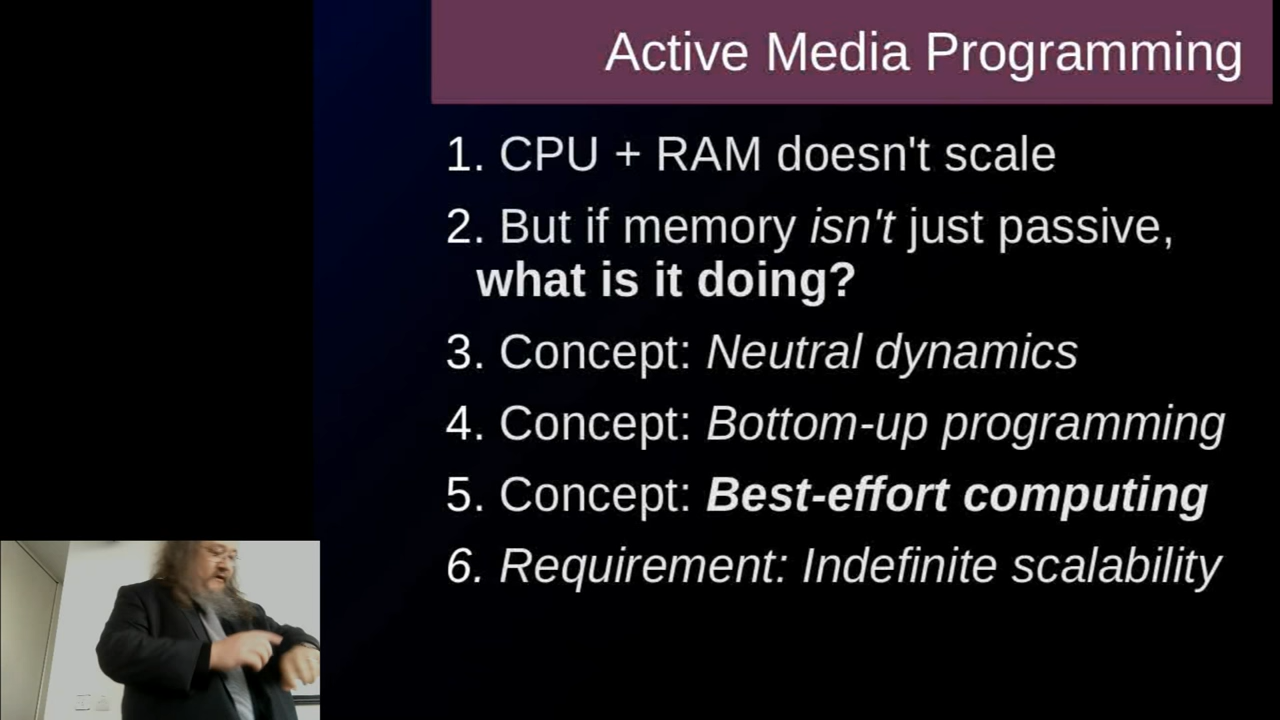 Active Media Programming
1. CPU + RAM doesn't scale
2. But if memory isn't just passive,
what is it doing?
3. Concept: Neutral dynamics
4. Concept: Bottom-up programming
5. Concept: Best-effort computing
6. Requirement: Indefinite scalability